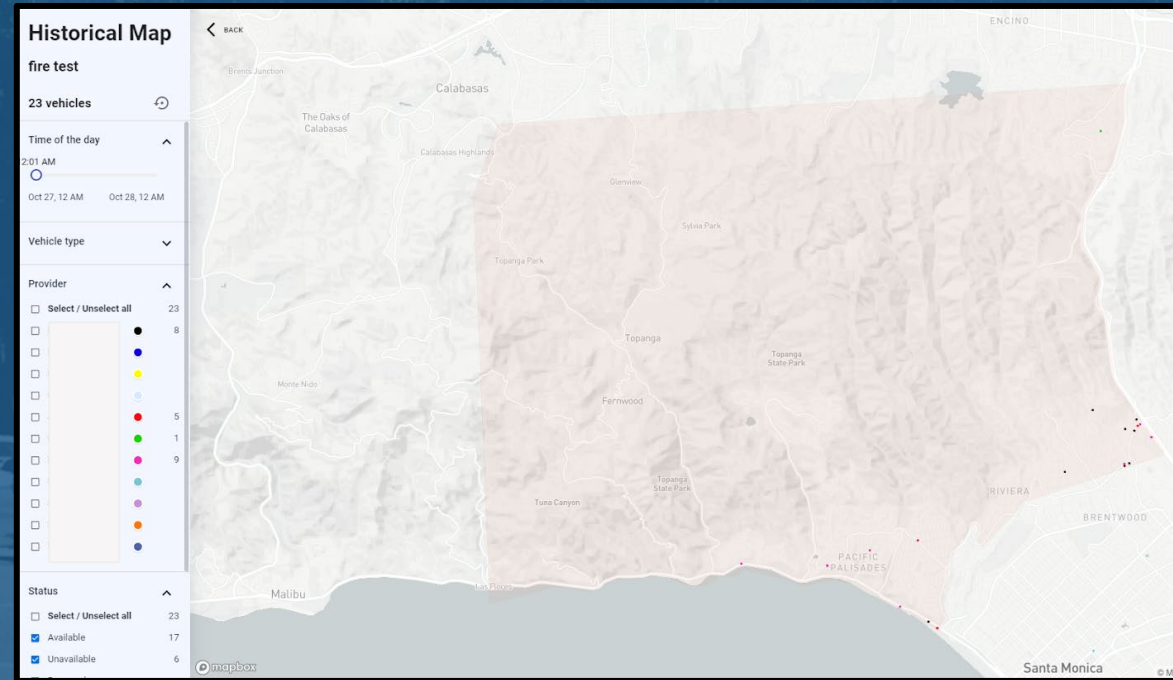 Historical Map
fire test
23 vehicles
Time of the day
2:01 AM
Oct 27, 12 AM
Oct 28, 12 AM
Vehicle type
Provider
Select / Unselect all 23
8
5
1
9
Status
Select / Unselect all 23
Available 17
Unavailable 6
BACK
ENCINO
Brents Junction
Calabasas
The Oaks of
Calabasas
Calabasas Highlands
Glenview
Sylvia Park
Topanga Park
Topanga
Topanga
State Park
Monte Nido
Fernwood
Topanga
State Park
Tuna Canyon
RIVIERA
BRENTWOOD
PACIFIC
PALISADES
Las Flores
Malibu
Santa Monica
mapbox
© M